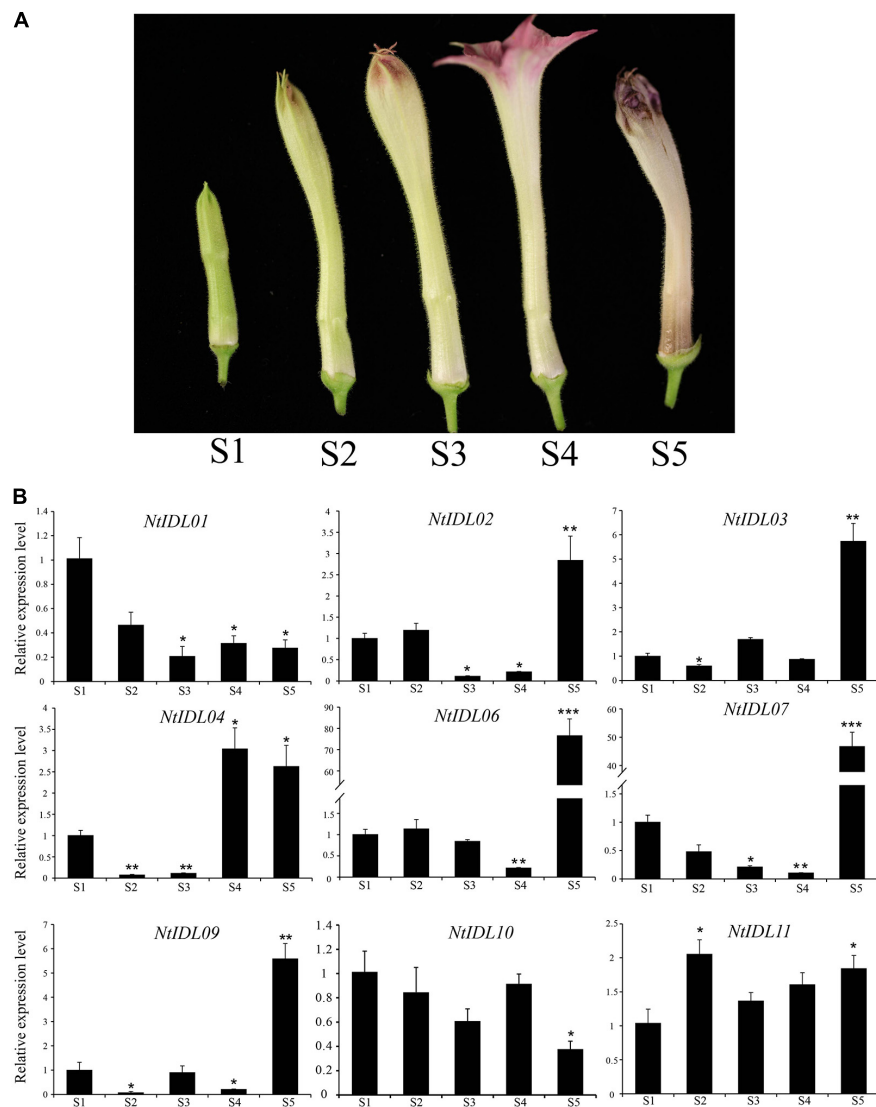 A
S1 S2 S3 S4 S5
B
NtIDL01
Relative expression level
1.4
1.2
1
0.8
0.6
0.4
0.2
0
* * *
S1 S2 S3 S4 S5
NtIDL02
4
3.5
3
2.5
2
1.5
1
0.5
0
* * **
S1 S2 S3 S4 S5
NtIDL03
7
6
5
4
3
2
1
0
* **
S1 S2 S3 S4 S5
NtIDL04
Relative expression level
4
3.5
3
2.5
2
1.5
1
0.5
0
** ** * *
S1 S2 S3 S4 S5
NtIDL06
90
80
70
60
1.5
1
0.5
0
** ***
S1 S2 S3 S4 S5
NtIDL07
60
50
40
1.5
1
0.5
0
* ** ***
S1 S2 S3 S4 S5
NtIDL09
Relative expression level
7
6
5
4
3
2
1
0
* * **
S1 S2 S3 S4 S5
NtIDL10
1.4
1.2
1
0.8
0.6
0.4
0.2
0
*
S1 S2 S3 S4 S5
NtIDL11
2.5
2
1.5
1
0.5
0
* *
S1 S2 S3 S4 S5